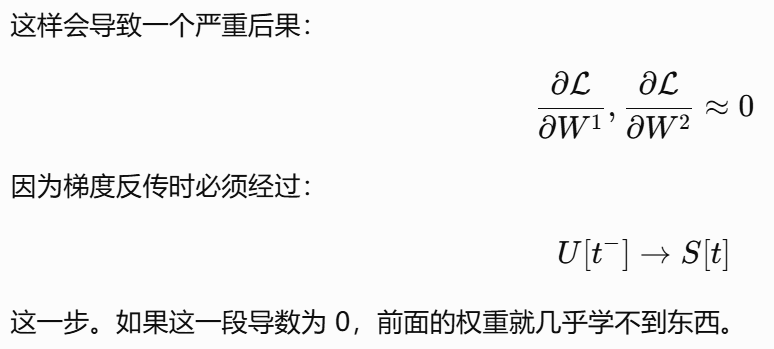 这样会导致一个严重后果：
∂ℒ/∂W¹, ∂ℒ/∂W² ≈ 0
因为梯度反传时必须经过：
U[t⁻] → S[t]
这一步。如果这一段导数为 0，前面的权重就几乎学不到东西。